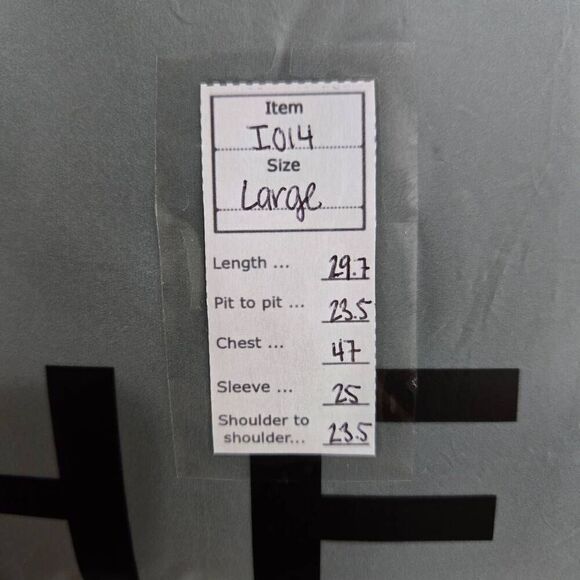 Item
I014
Size
Large
Length ... 29.7
Pit to pit ... 23.5
Chest ... 47
Sleeve ... 25
Shoulder to
shoulder... 23.5